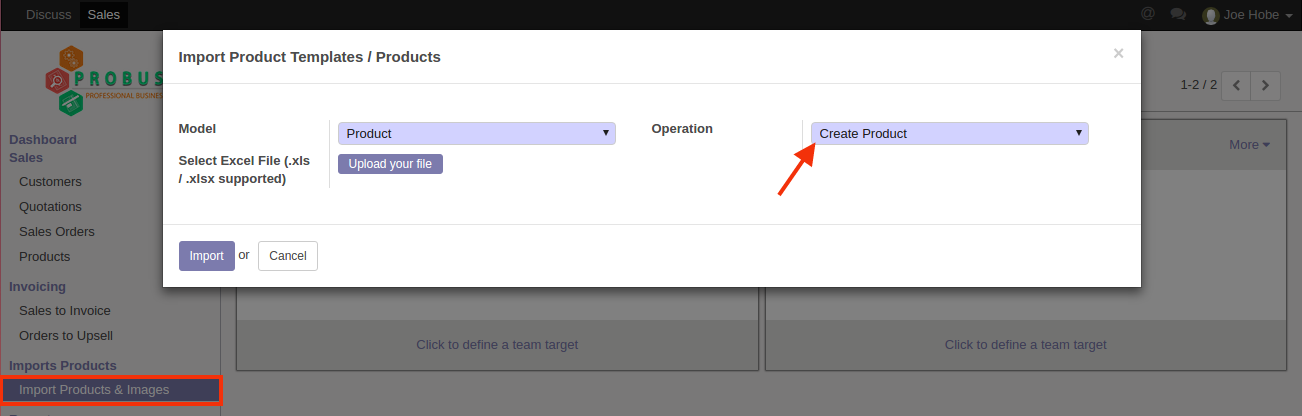 Discuss Sales @ Joe Hobe
Import Product Templates / Products ×
PROBUS
PROFESSIONAL BUSINES
1-2 / 2
Model Product Operation Create Product
Select Excel File (.xls
/ .xlsx supported) Upload your file
More
Import or Cancel
Dashboard
Sales
Customers
Quotations
Sales Orders
Products
Invoicing
Sales to Invoice
Orders to Upsell
Imports Products
Import Products & Images
Click to define a team target Click to define a team target